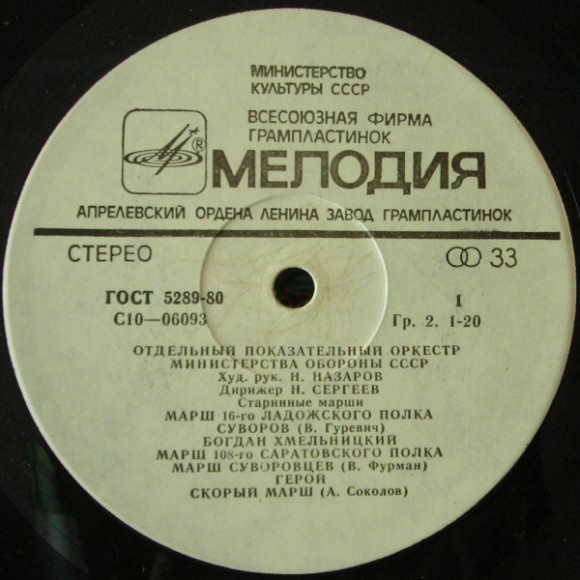 МИНИСТЕРСТВО
КУЛЬТУРЫ СССР
ВСЕСОЮЗНАЯ ФИРМА
ГРАМПЛАСТИНОК
® МЕЛОДИЯ
АПРЕЛЕВСКИЙ ОРДЕНА ЛЕНИНА ЗАВОД ГРАМПЛАСТИНОК
СТЕРЕО 33
ГОСТ 5289-80 1
С10—06093 Гр. 2. 1-20
ОТДЕЛЬНЫЙ ПОКАЗАТЕЛЬНЫЙ ОРКЕСТР
МИНИСТЕРСТВА ОБОРОНЫ СССР
Худ. рук. Н. НАЗАРОВ
Дирижер Н. СЕРГЕЕВ
Старинные марши
МАРШ 16-го ЛАДОЖСКОГО ПОЛКА
СУВОРОВ (В. Гуревич)
БОГДАН ХМЕЛЬНИЦКИЙ
МАРШ 108-го САРАТОВСКОГО ПОЛКА
МАРШ СУВОРОВЦЕВ (В. Фурман)
ГЕРОЙ
СКОРЫЙ МАРШ (А. Соколов)